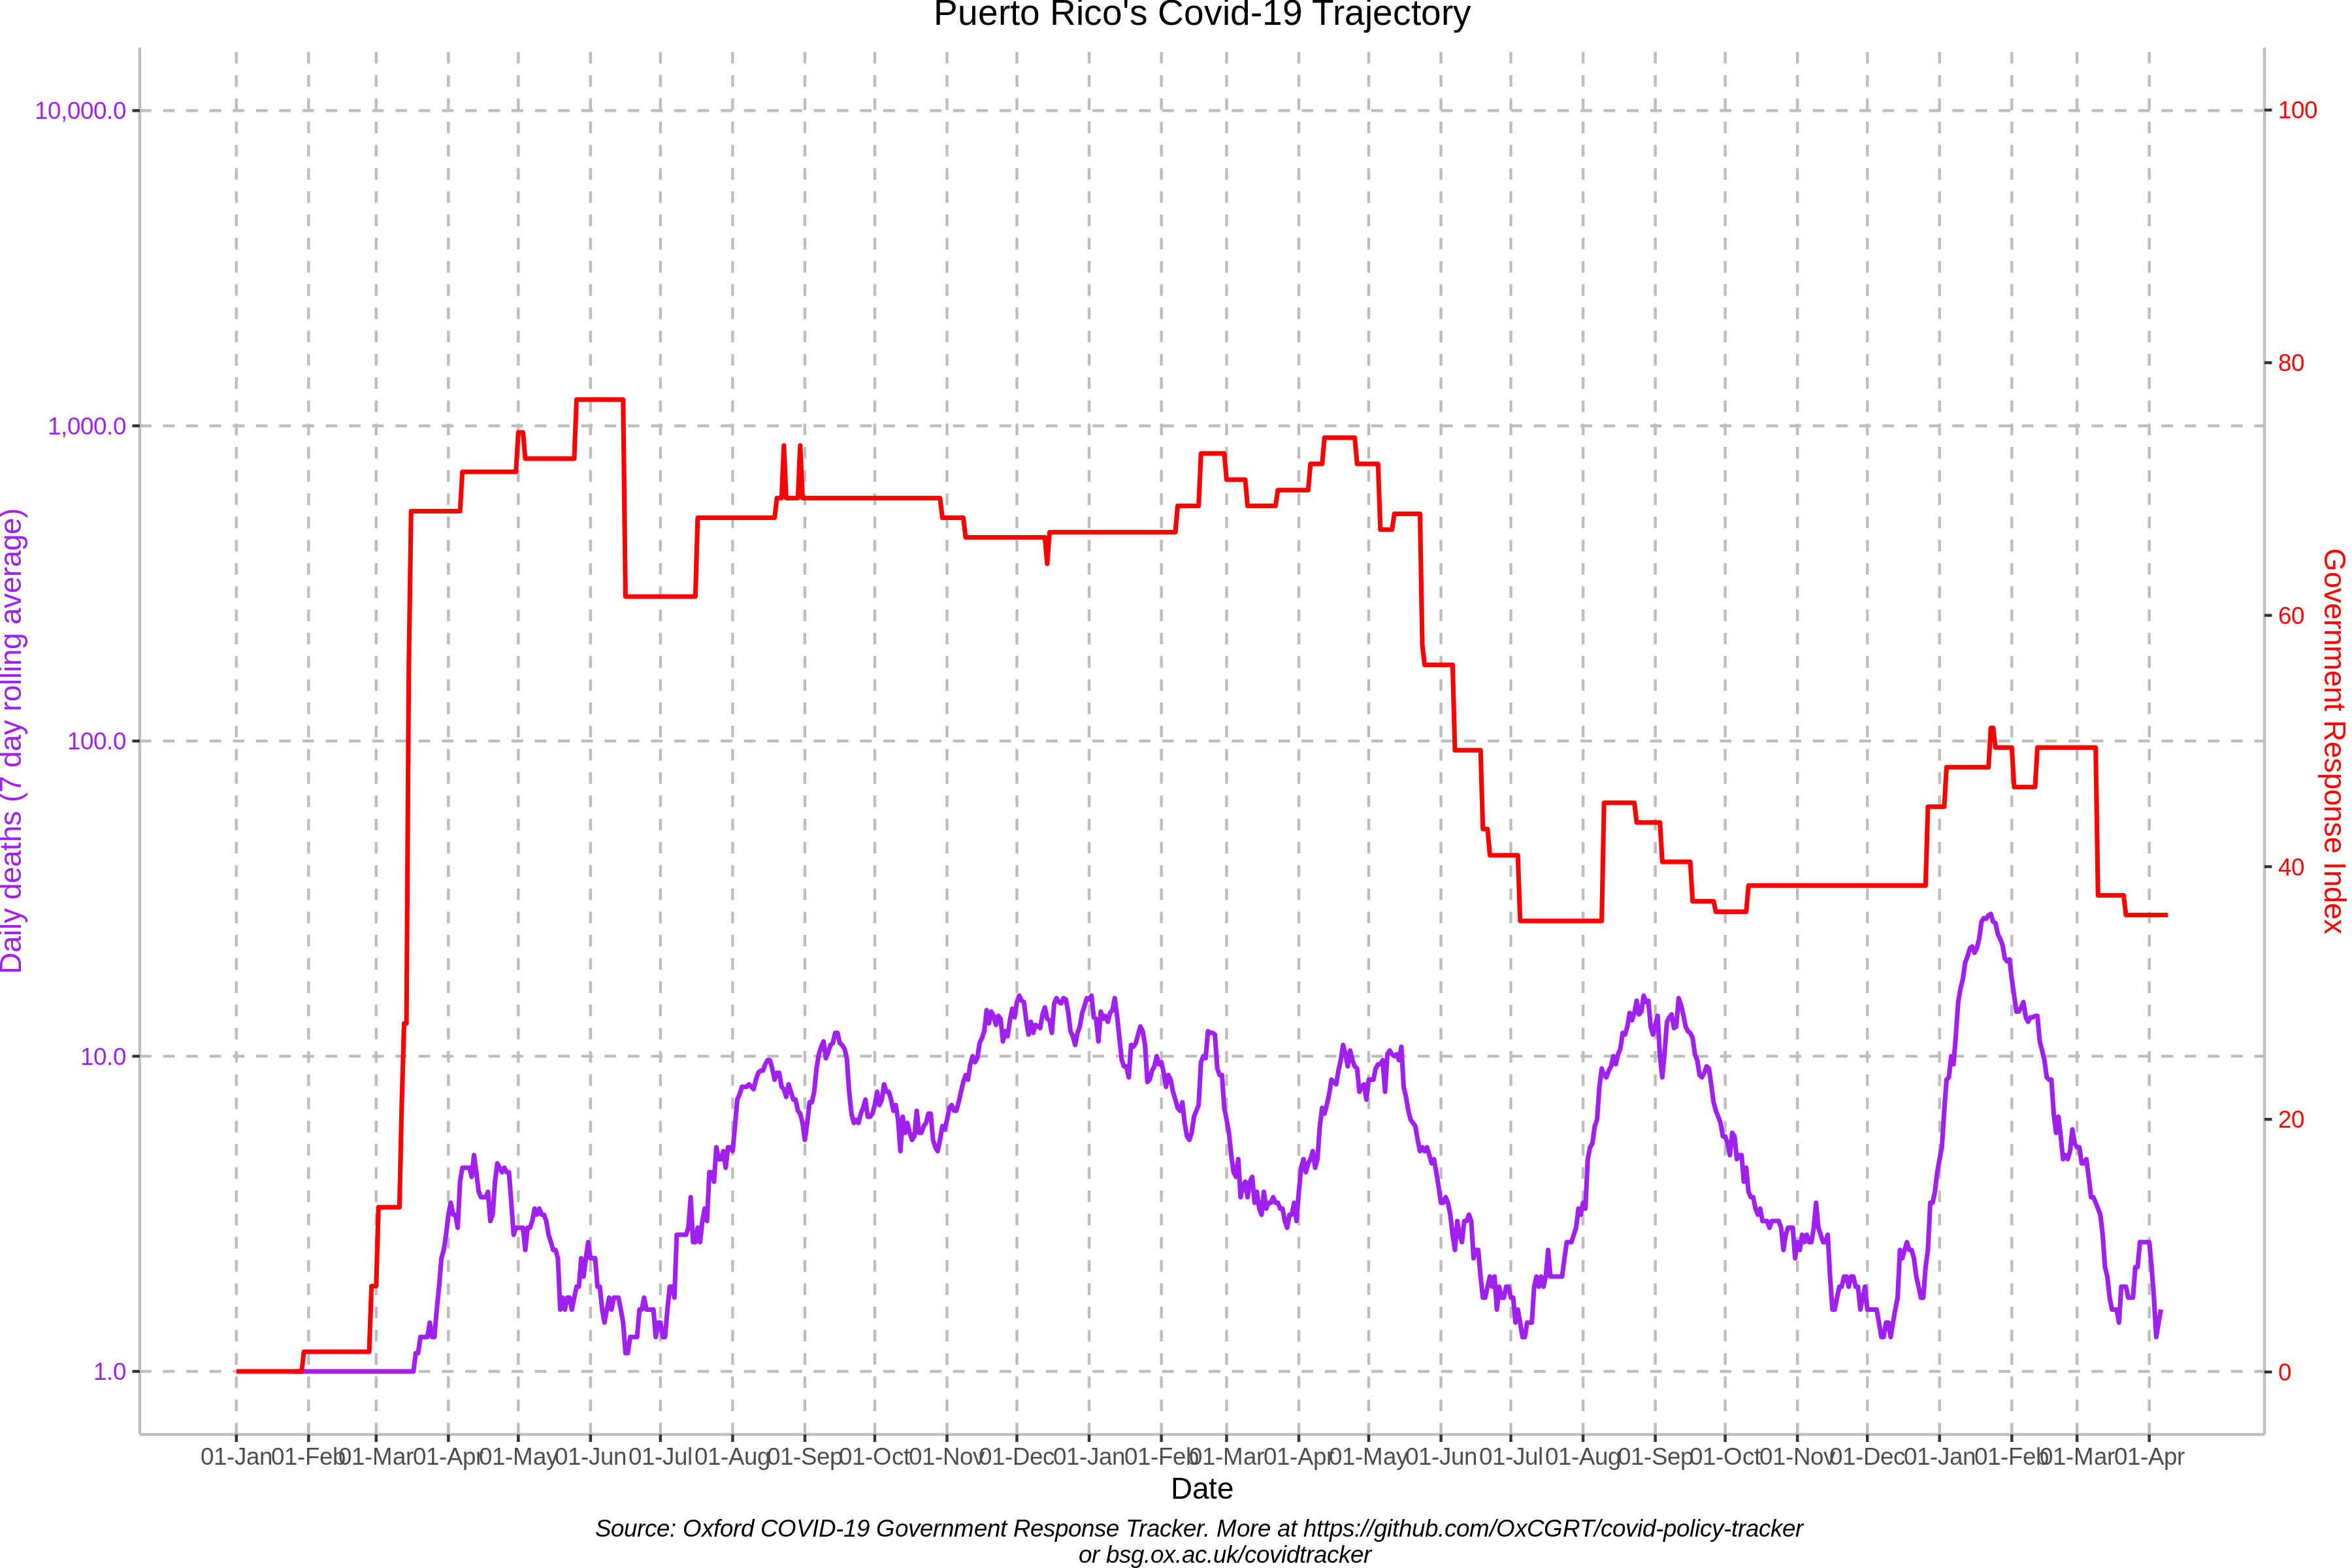 Puerto Rico's Covid-19 Trajectory
10,000.0
1,000.0
100.0
10.0
1.0
Daily deaths (7 day rolling average)
100
80
60
40
20
0
Government Response Index
01-Jan 01-Feb 01-Mar 01-Apr 01-May 01-Jun 01-Jul 01-Aug 01-Sep 01-Oct 01-Nov 01-Dec 01-Jan 01-Feb 01-Mar 01-Apr 01-May 01-Jun 01-Jul 01-Aug 01-Sep 01-Oct 01-Nov 01-Dec 01-Jan 01-Feb 01-Mar 01-Apr
Date
Source: Oxford COVID-19 Government Response Tracker. More at https://github.com/OxCGRT/covid-policy-tracker
or bsg.ox.ac.uk/covidtracker